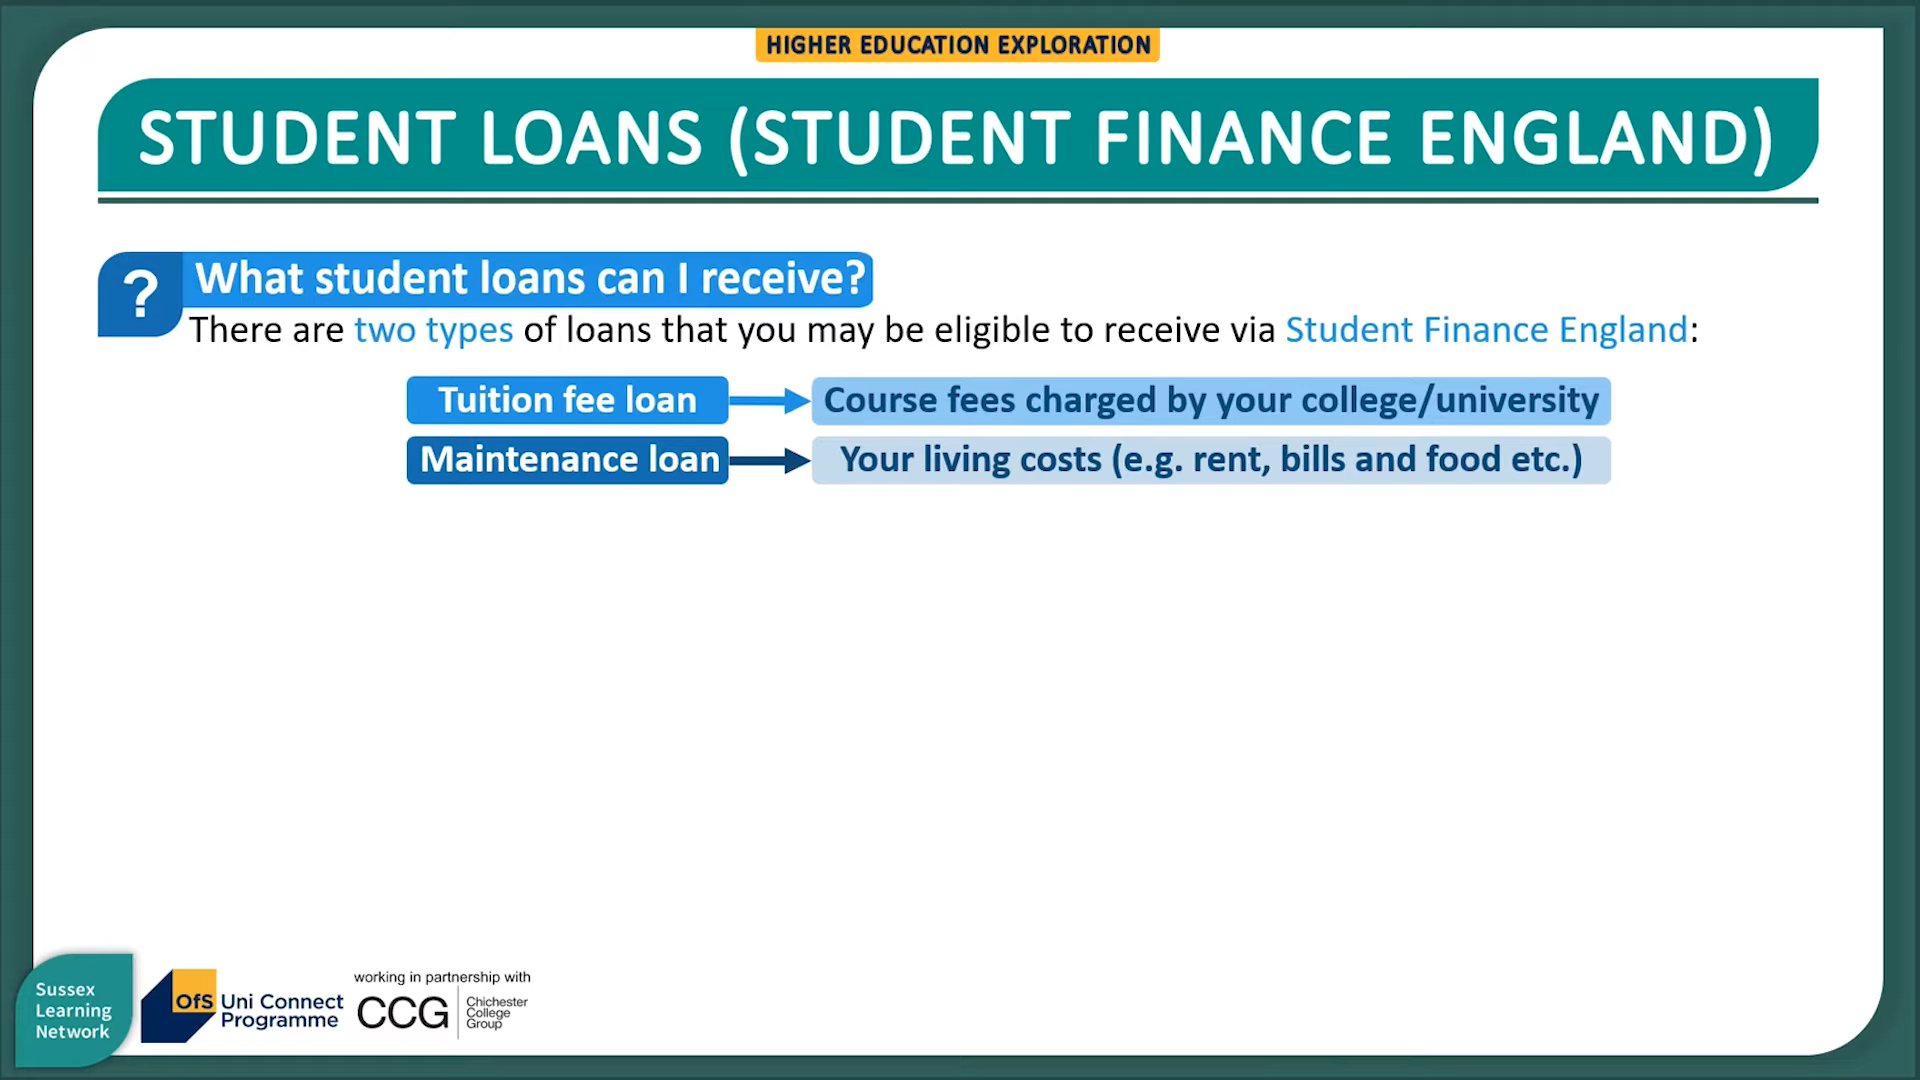 HIGHER EDUCATION EXPLORATION
STUDENT LOANS (STUDENT FINANCE ENGLAND)
? What student loans can I receive?
There are two types of loans that you may be eligible to receive via Student Finance England:
Tuition fee loan Course fees charged by your college/university
Maintenance loan Your living costs (e.g. rent, bills and food etc.)
Sussex
Learning
Network
OfS Uni Connect
Programme
working in partnership with
CCG
Chichester
College
Group